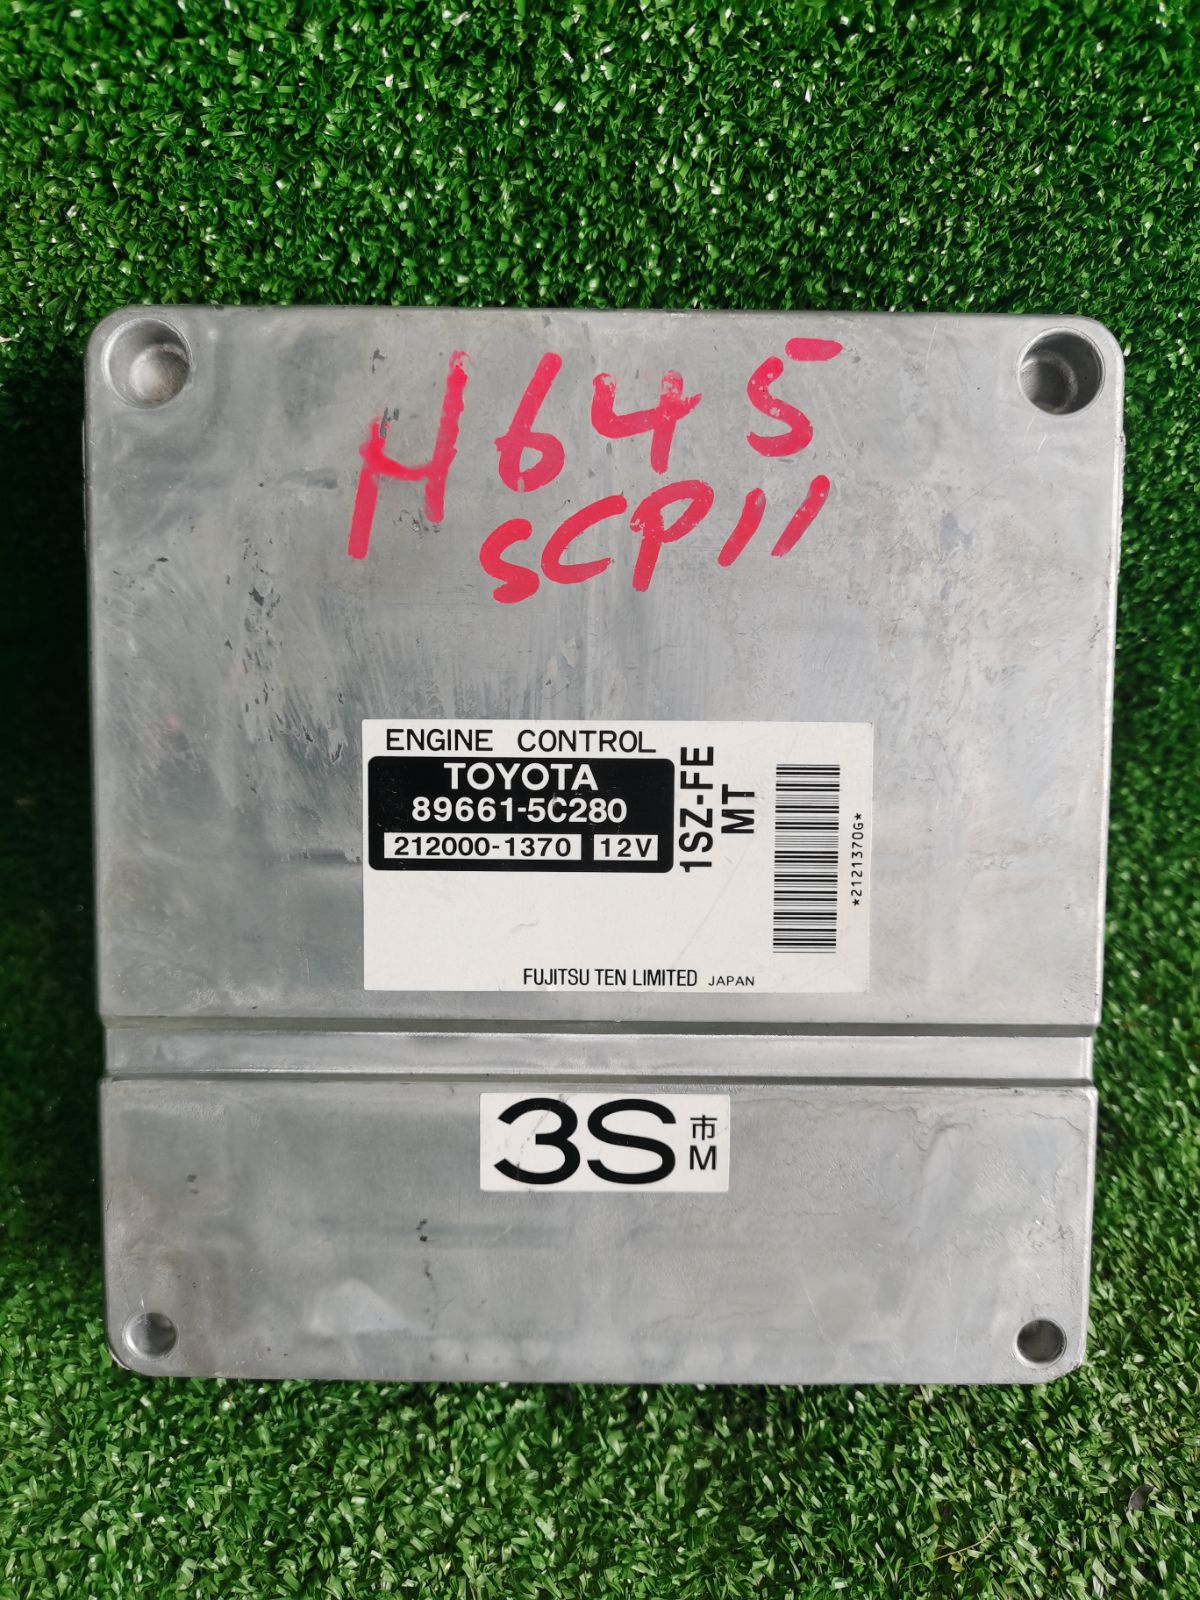 H645
SCP11
ENGINE CONTROL
TOYOTA
89661-5C280
212000-1370 12V
1SZ-FE
MT
*2121370G*
FUJITSU TEN LIMITED JAPAN
3S 市
M